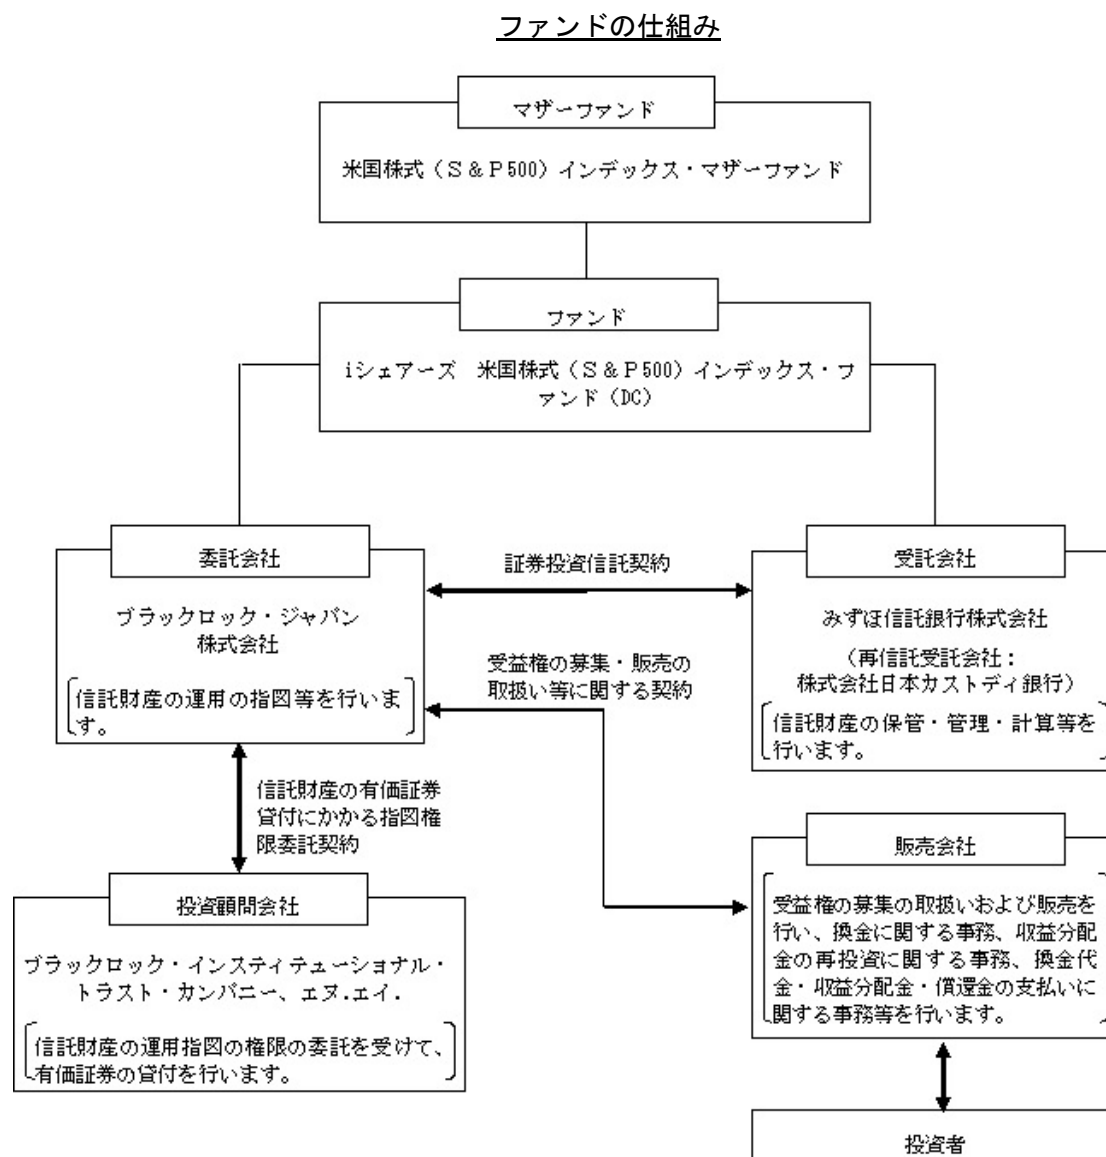 ファンドの仕組み
マザーファンド
米国株式（Ｓ＆Ｐ500）インデックス・マザーファンド
ファンド
iシェアーズ　米国株式（Ｓ＆Ｐ500）インデックス・フ
ァンド（DC）
委託会社
ブラックロック・ジャパン
株式会社
信託財産の運用の指図等を行いま
す。
証券投資信託契約
受益権の募集・販売の
取扱い等に関する契約
受託会社
みずほ信託銀行株式会社
（再信託受託会社：
株式会社日本カストディ銀行）
信託財産の保管・管理・計算等を
行います。
信託財産の有価証券
貸付にかかる指図権
限委託契約
投資顧問会社
ブラックロック・インスティテューショナル・
トラスト・カンパニー、エヌ.エイ.
信託財産の運用指図の権限の委託を受けて、
有価証券の貸付を行います。
販売会社
受益権の募集の取扱いおよび販売を
行い、換金に関する事務、収益分配
金の再投資に関する事務、換金代
金・収益分配金・償還金の支払いに
関する事務等を行います。
投資者